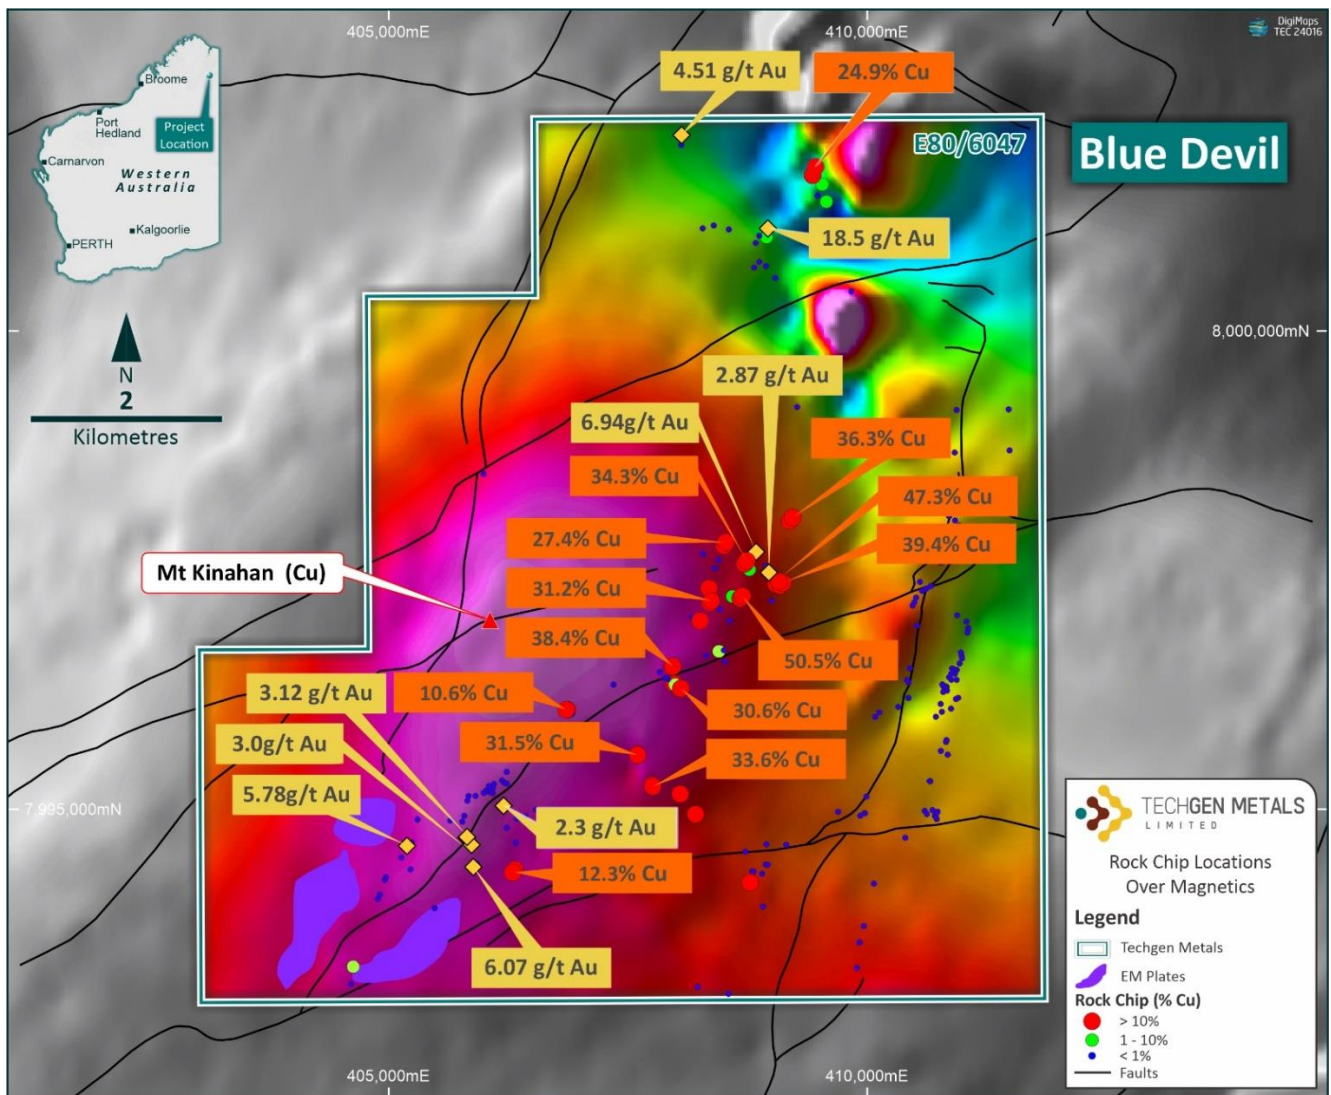 405,000mE
410,000mE
DigiMaps
TEC 24016
Broome
Port
Hedland
Project
Location
Carnarvon
Western
Australia
Kalgoorlie
PERTH
4.51 g/t Au
24.9% Cu
E80/6047
Blue Devil
18.5 g/t Au
8,000,000mN
N
2
Kilometres
2.87 g/t Au
6.94g/t Au
36.3% Cu
34.3% Cu
47.3% Cu
27.4% Cu
39.4% Cu
Mt Kinahan (Cu)
31.2% Cu
38.4% Cu
50.5% Cu
3.12 g/t Au
10.6% Cu
30.6% Cu
3.0g/t Au
31.5% Cu
33.6% Cu
5.78g/t Au
7,995,000mN
2.3 g/t Au
12.3% Cu
6.07 g/t Au
TECHGEN METALS
LIMITED
Rock Chip Locations
Over Magnetics
Legend
Techgen Metals
EM Plates
Rock Chip (% Cu)
> 10%
1 - 10%
< 1%
Faults
405,000mE
410,000mE